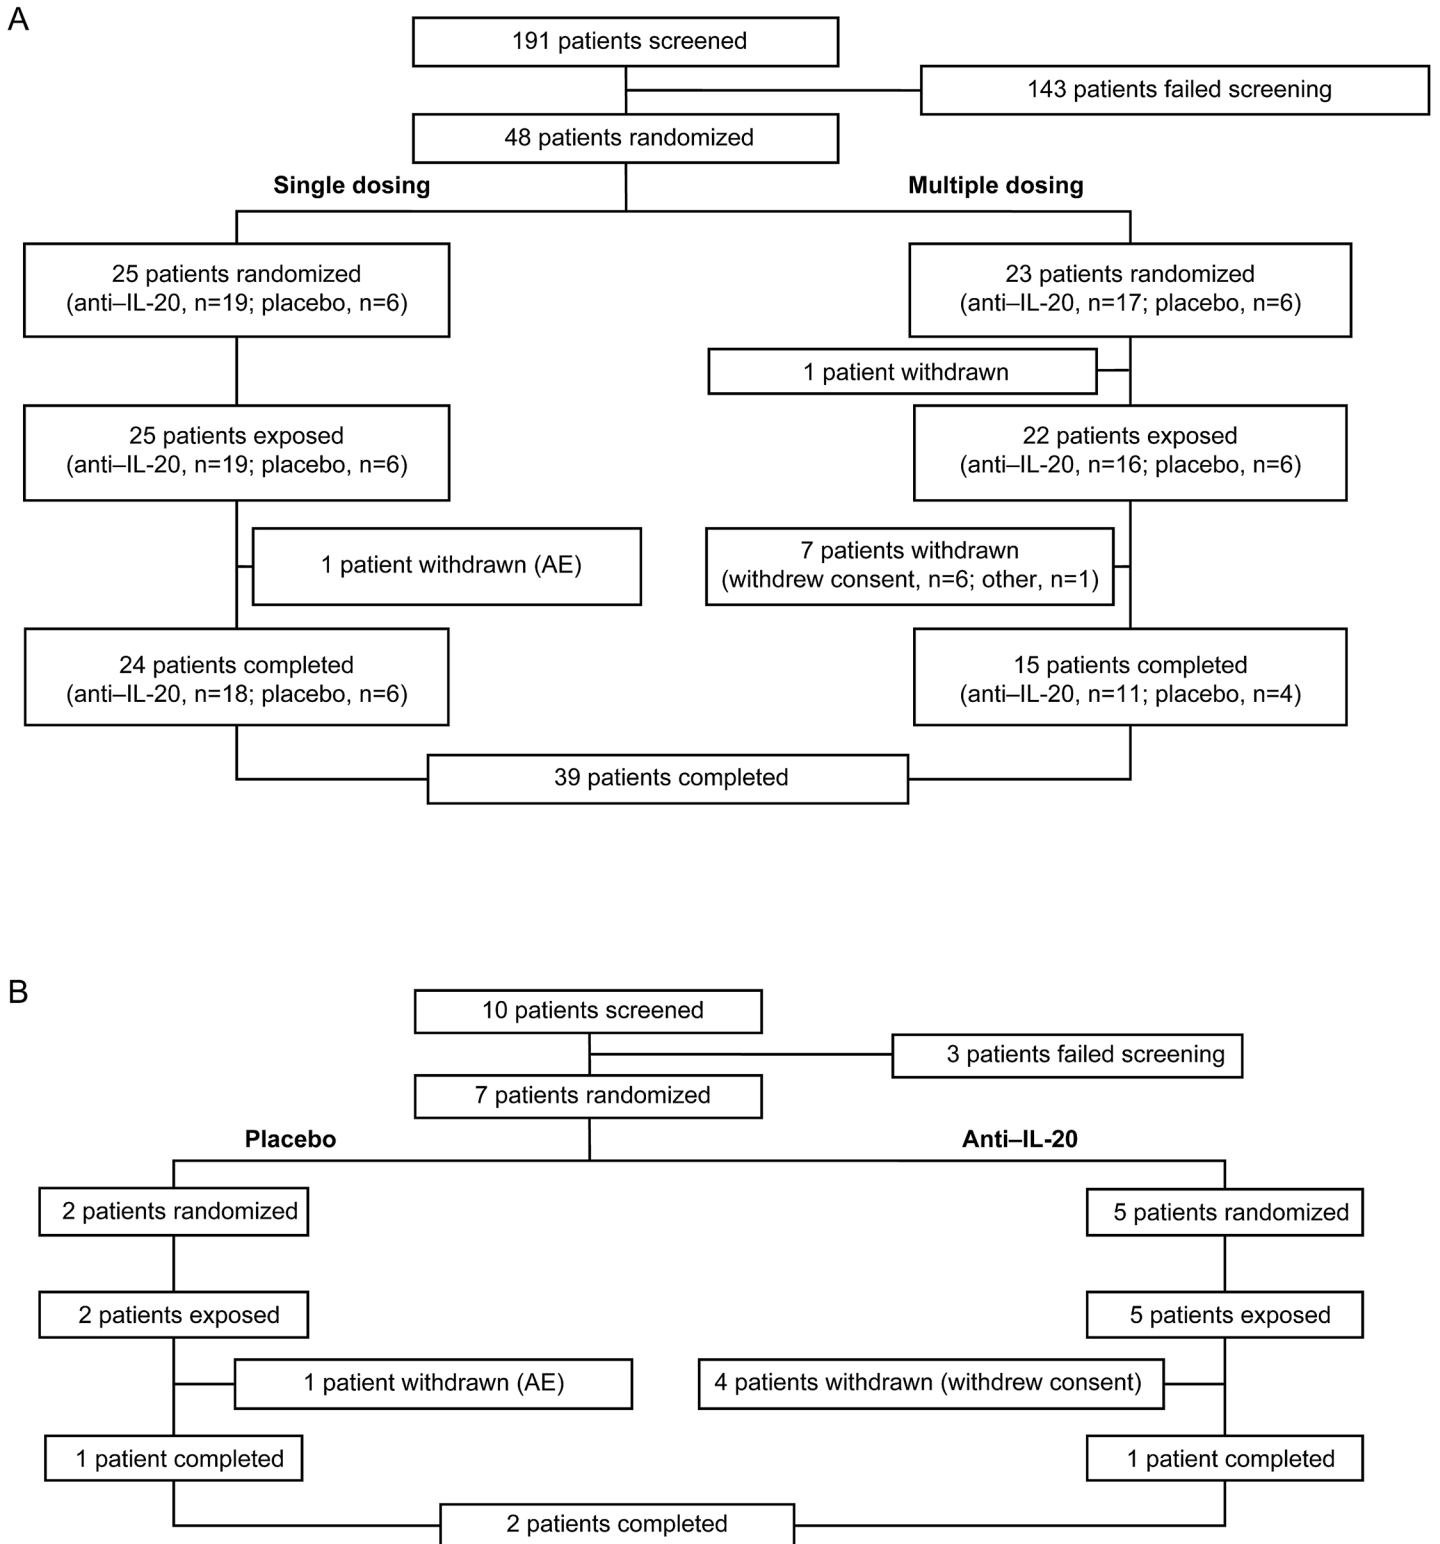 A
191 patients screened
143 patients failed screening
48 patients randomized
Single dosing
Multiple dosing
25 patients randomized
(anti–IL-20, n=19; placebo, n=6)
23 patients randomized
(anti–IL-20, n=17; placebo, n=6)
1 patient withdrawn
25 patients exposed
(anti–IL-20, n=19; placebo, n=6)
22 patients exposed
(anti–IL-20, n=16; placebo, n=6)
1 patient withdrawn (AE)
7 patients withdrawn
(withdrew consent, n=6; other, n=1)
24 patients completed
(anti–IL-20, n=18; placebo, n=6)
15 patients completed
(anti–IL-20, n=11; placebo, n=4)
39 patients completed
B
10 patients screened
3 patients failed screening
7 patients randomized
Placebo
Anti–IL-20
2 patients randomized
5 patients randomized
2 patients exposed
5 patients exposed
1 patient withdrawn (AE)
4 patients withdrawn (withdrew consent)
1 patient completed
1 patient completed
2 patients completed